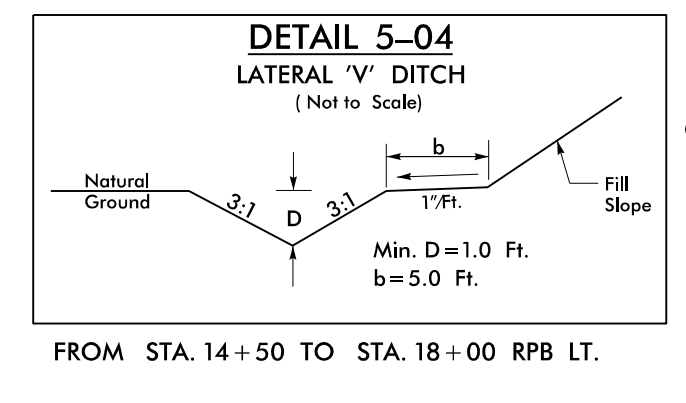 DETAIL 5–04
LATERAL 'V' DITCH
( Not to Scale)
b
Natural
Ground
3:1
D
3:1
1"/Ft.
Fill
Slope
Min. D=1.0 Ft.
b=5.0 Ft.
FROM STA. 14+50 TO STA. 18+00 RPB LT.